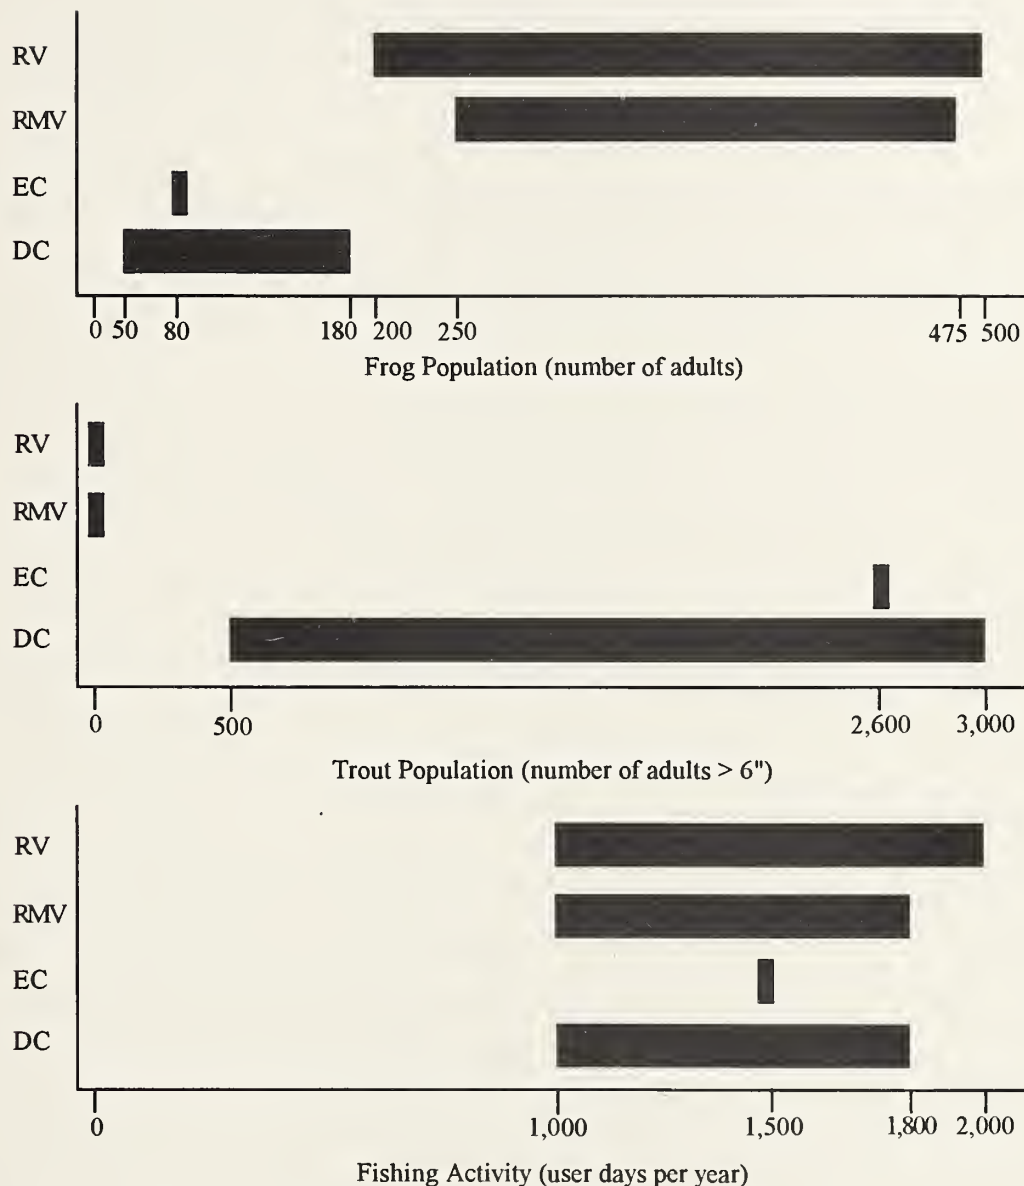 RV
RMV
EC
DC
0 50 80 180 200 250 475 500
Frog Population (number of adults)
RV
RMV
EC
DC
0 500 2,600 3,000
Trout Population (number of adults > 6")
RV
RMV
EC
DC
0 1,000 1,500 1,800 2,000
Fishing Activity (user days per year)